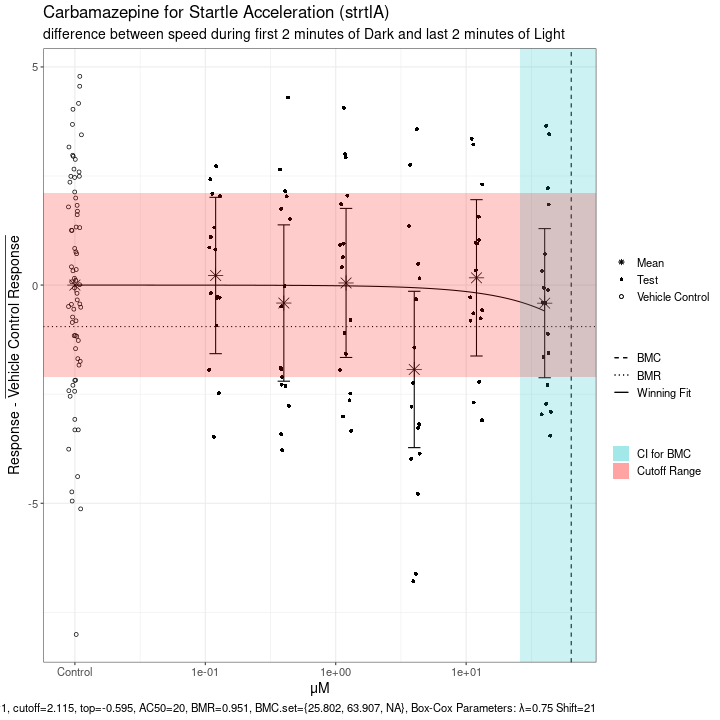 Carbamazepine for Startle Acceleration (strtlA)
difference between speed during first 2 minutes of Dark and last 2 minutes of Light
Response - Vehicle Control Response
5
0
-5
Control
1e-01
1e+00
1e+01
μM
Mean
Test
Vehicle Control
BMC
BMR
Winning Fit
CI for BMC
Cutoff Range
1, cutoff=2.115, top=-0.595, AC50=20, BMR=0.951, BMC.set={25.802, 63.907, NA}, Box-Cox Parameters: λ=0.75 Shift=21